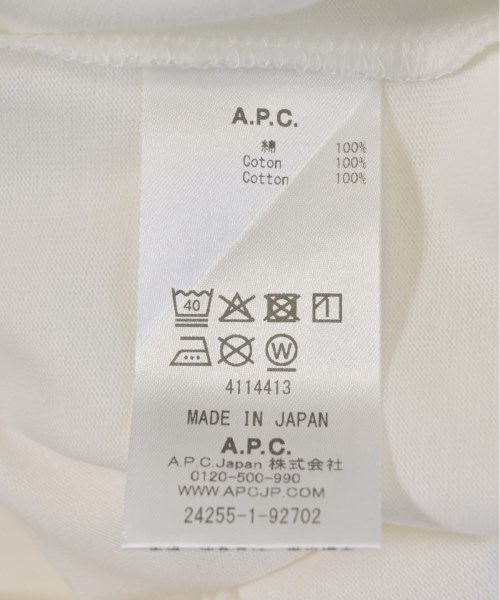 A.P.C.
綿 100%
Coton 100%
Cotton 100%
40
W
4114413
MADE IN JAPAN
A.P.C.
A.P.C.Japan 株式会社
0120-500-990
WWW.APCJP.COM
24255-1-92702